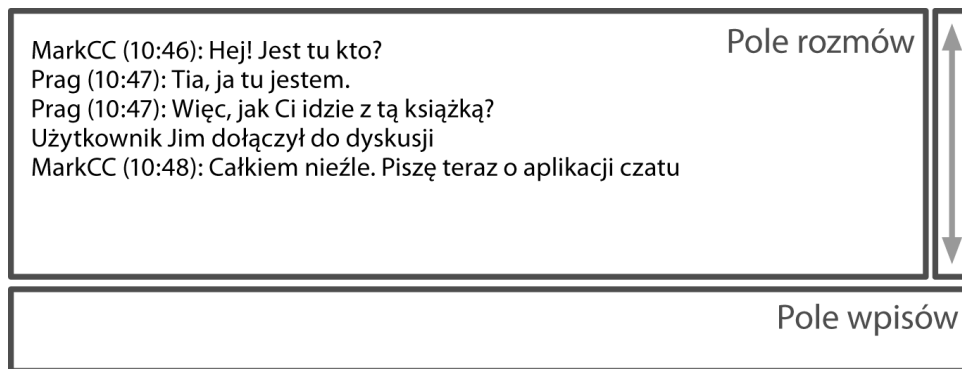 Pole rozmów
MarkCC (10:46): Hej! Jest tu kto?
Prag (10:47): Tia, ja tu jestem.
Prag (10:47): Więc, jak Ci idzie z tą książką?
Użytkownik Jim dołączył do dyskusji
MarkCC (10:48): Całkiem nieźle. Piszę teraz o aplikacji czatu
Pole wpisów